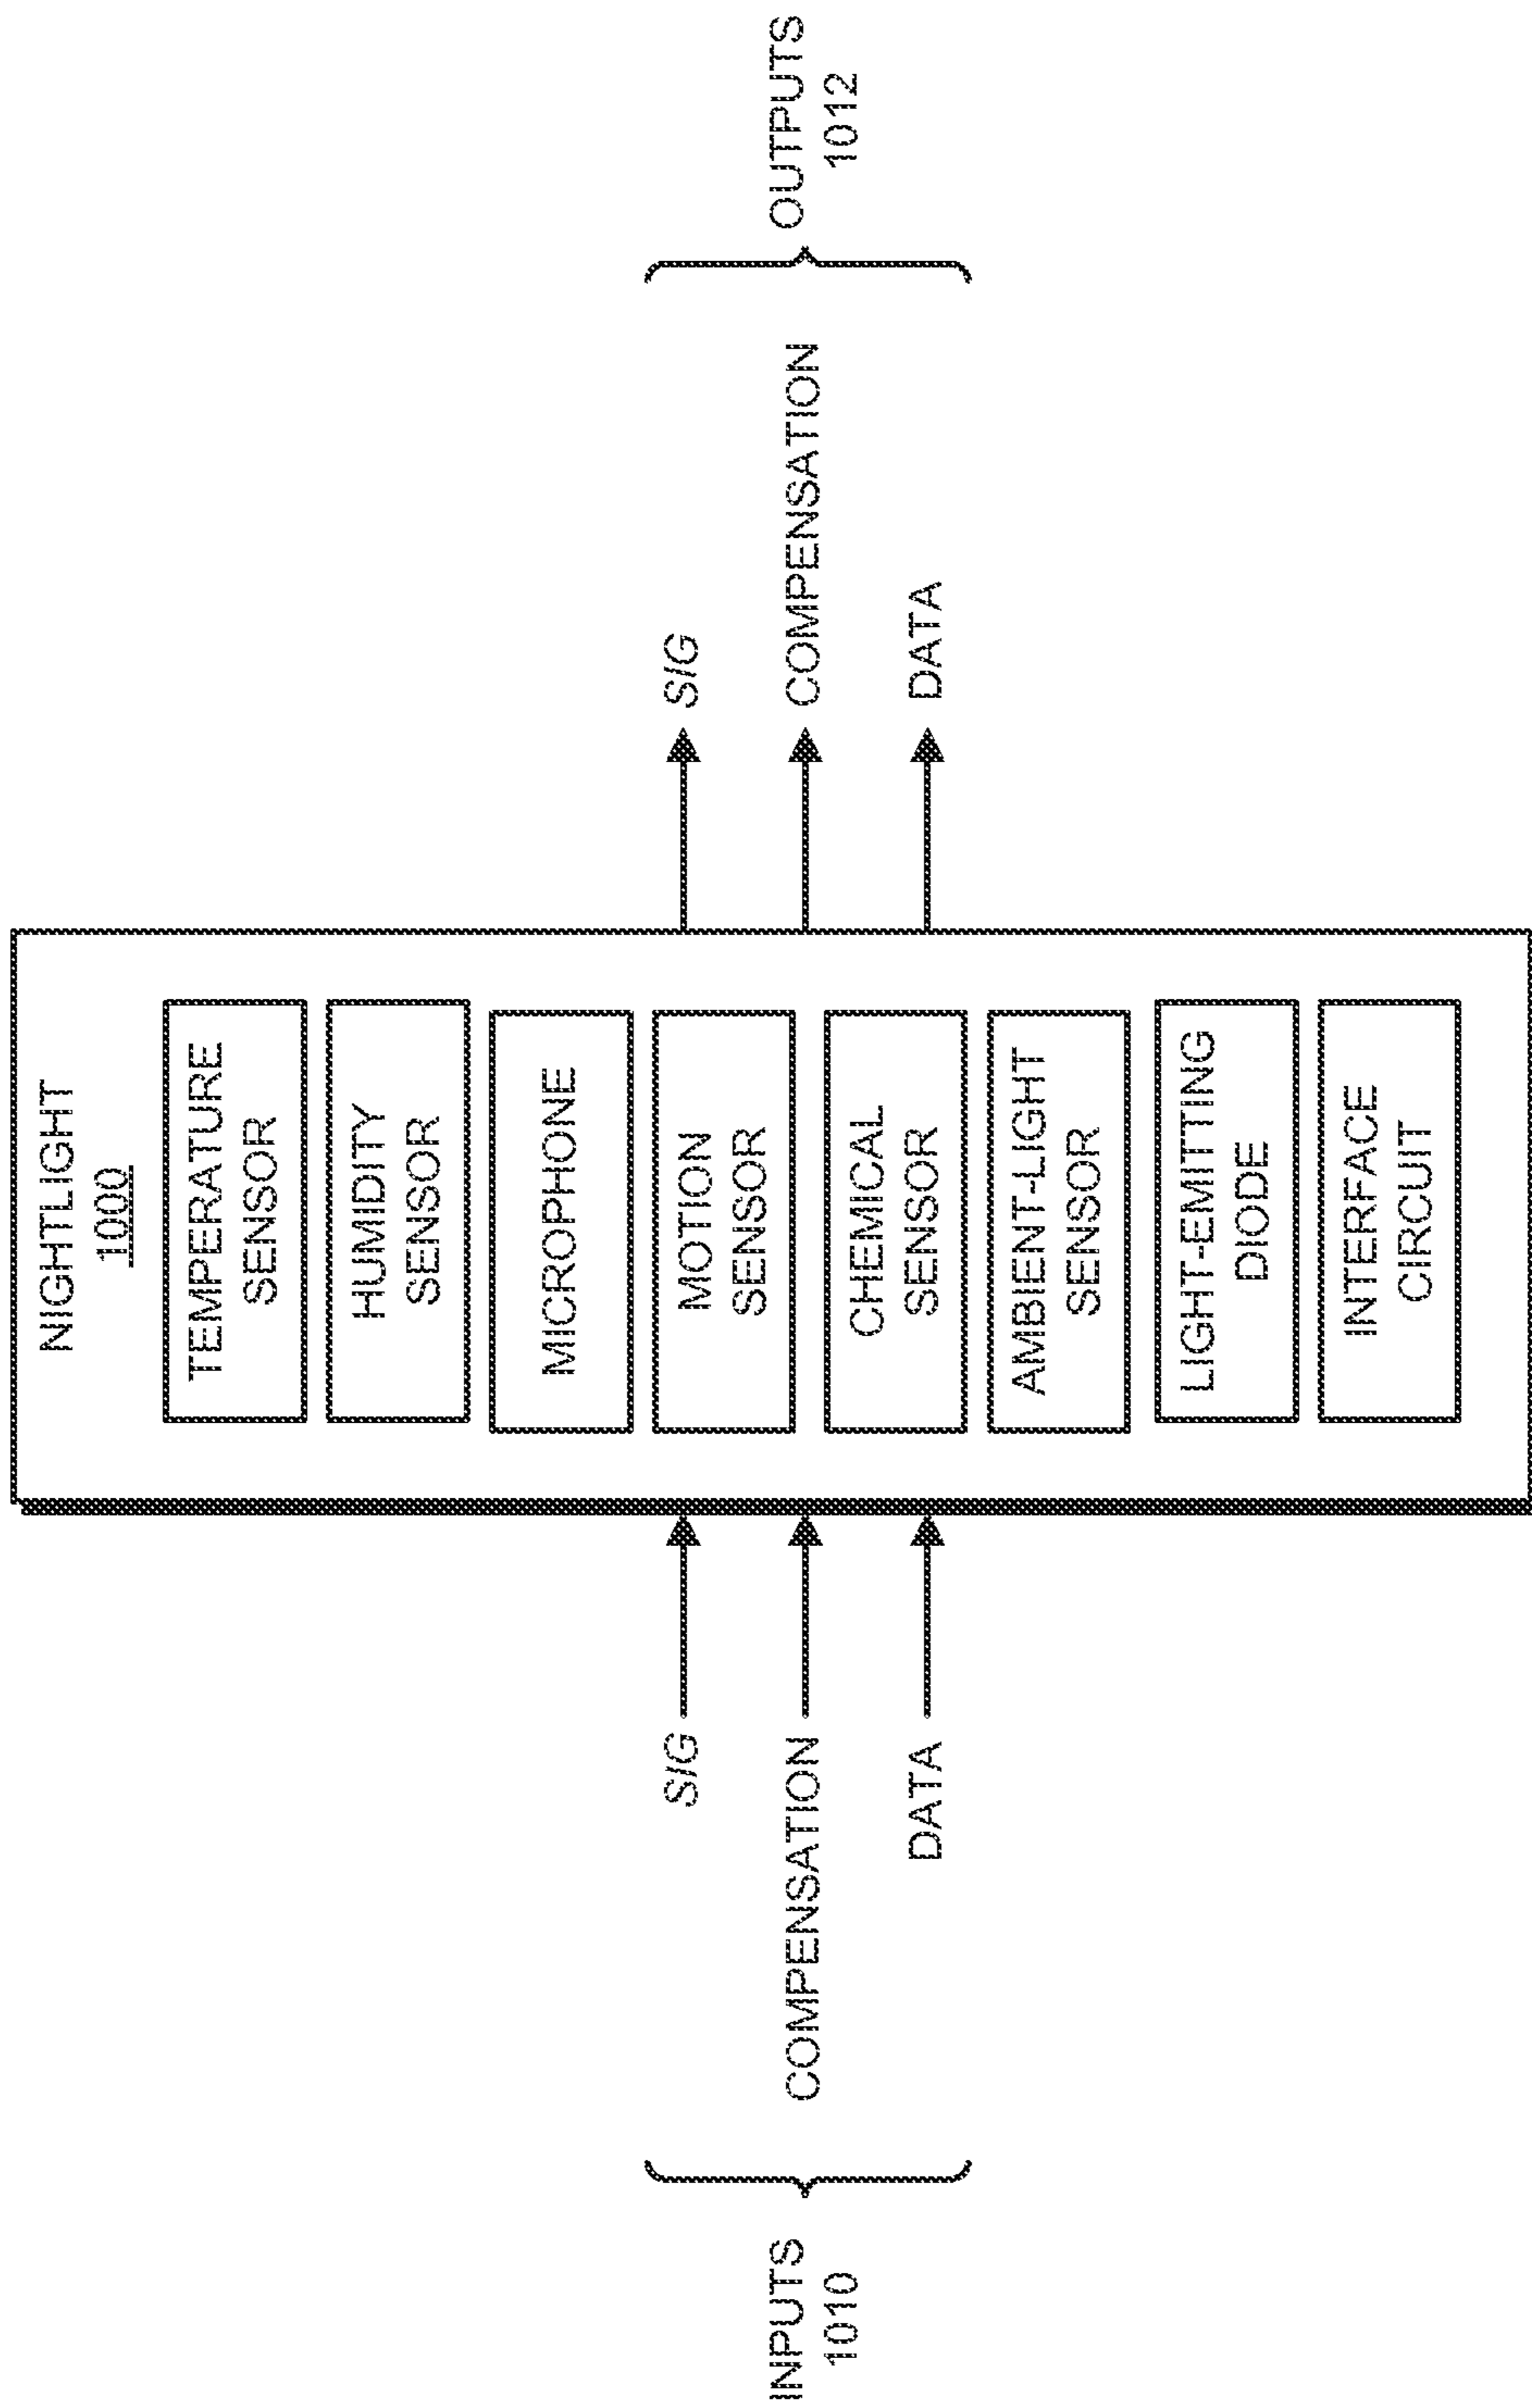 NIGHTLIGHT
1000
TEMPERATURE
SENSOR
HUMIDITY
SENSOR
MICROPHONE
MOTION
SENSOR
CHEMICAL
SENSOR
AMBIENT-LIGHT
SENSOR
LIGHT-EMITTING
DIODE
INTERFACE
CIRCUIT
INPUTS
1010
SIG
COMPENSATION
DATA
SIG
COMPENSATION
DATA
OUTPUTS
1012